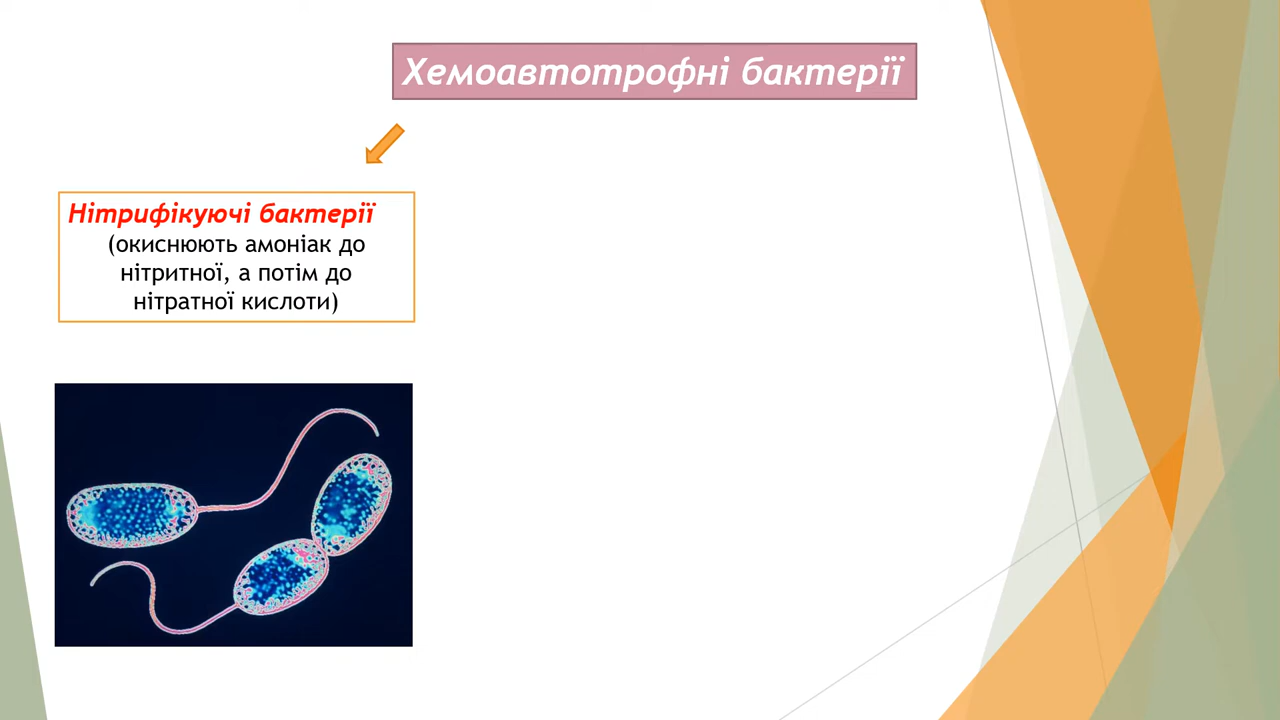 Хемоавтотрофні бактерії
Нітрифікуючі бактерії
(окиснюють амоніак до
нітритної, а потім до
нітратної кислоти)